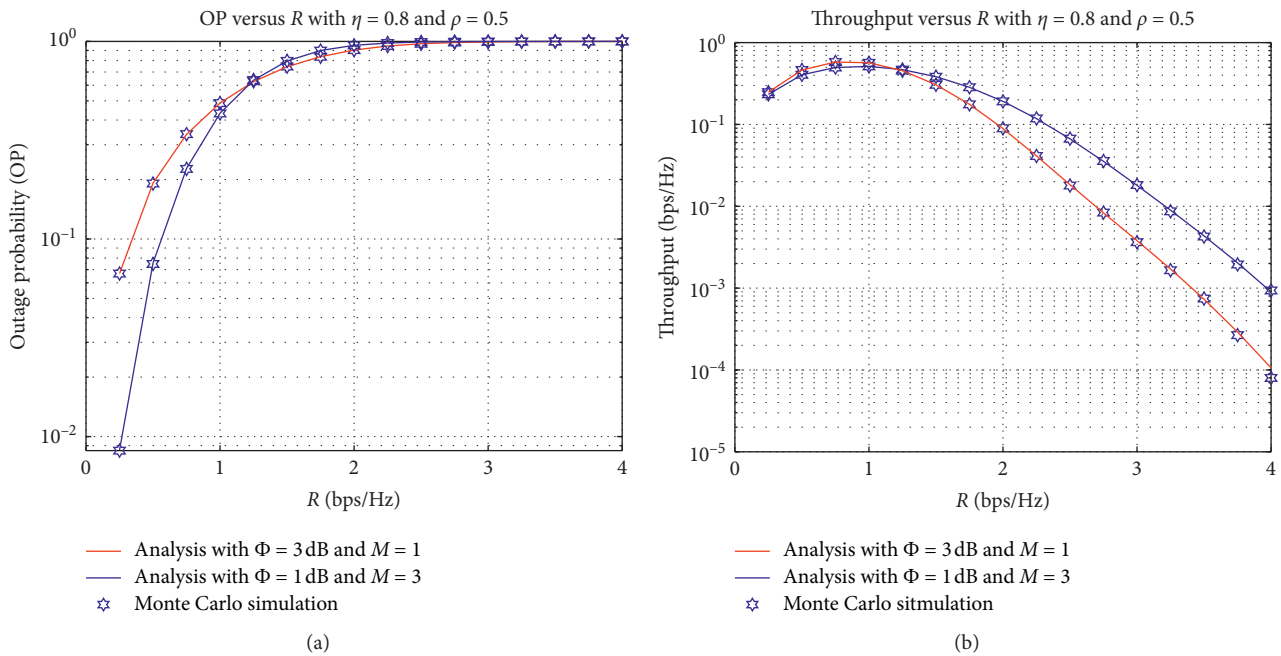 OP versus R with η = 0.8 and ρ = 0.5
10⁰
10⁻¹
10⁻²
Outage probability (OP)
0 1 2 3 4
R (bps/Hz)
Analysis with Φ = 3 dB and M = 1
Analysis with Φ = 1 dB and M = 3
Monte Carlo simulation
(a)
Throughput versus R with η = 0.8 and ρ = 0.5
10⁰
10⁻¹
10⁻²
10⁻³
10⁻⁴
10⁻⁵
Throughput (bps/Hz)
0 1 2 3 4
R (bps/Hz)
Analysis with Φ = 3 dB and M = 1
Analysis with Φ = 1 dB and M = 3
Monte Carlo sitmulation
(b)